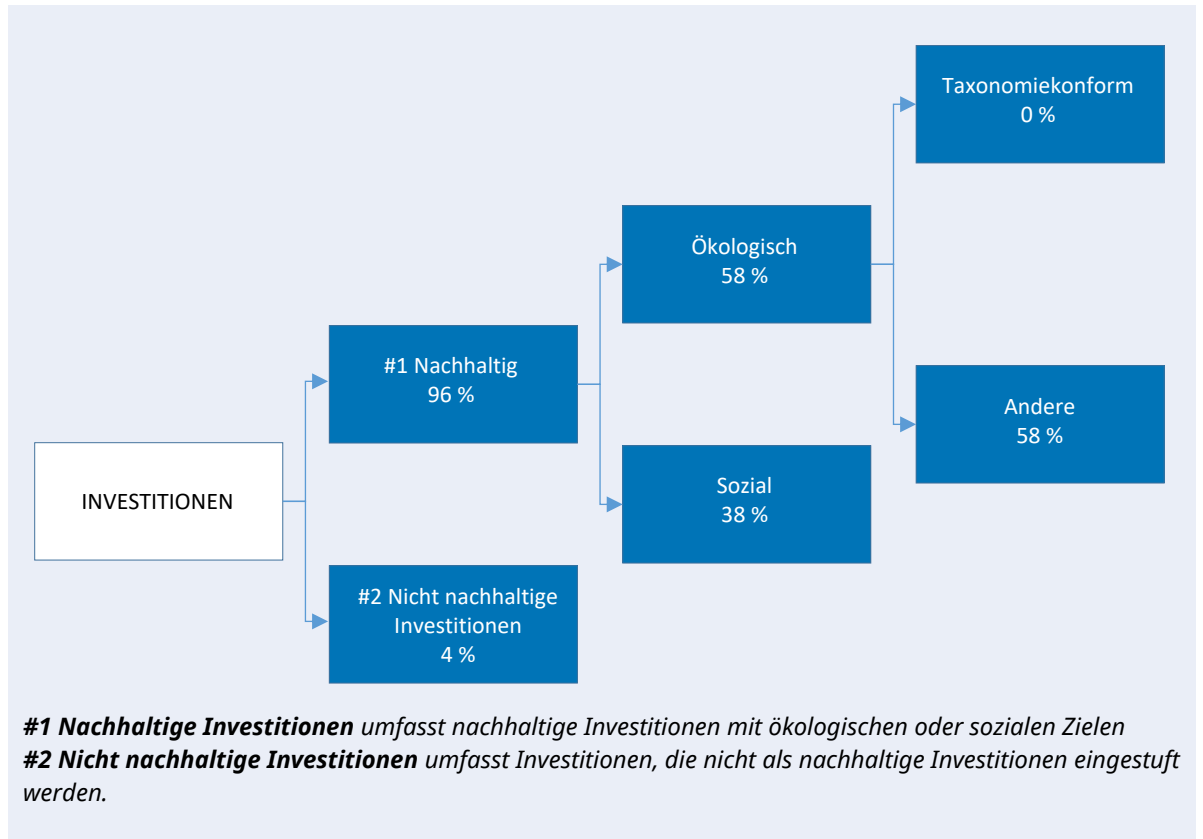 Taxonomiekonform
0 %
Ökologisch
58 %
#1 Nachhaltig
96 %
Andere
58 %
INVESTITIONEN
Sozial
38 %
#2 Nicht nachhaltige
Investitionen
4 %
#1 Nachhaltige Investitionen umfasst nachhaltige Investitionen mit ökologischen oder sozialen Zielen
#2 Nicht nachhaltige Investitionen umfasst Investitionen, die nicht als nachhaltige Investitionen eingestuft
werden.